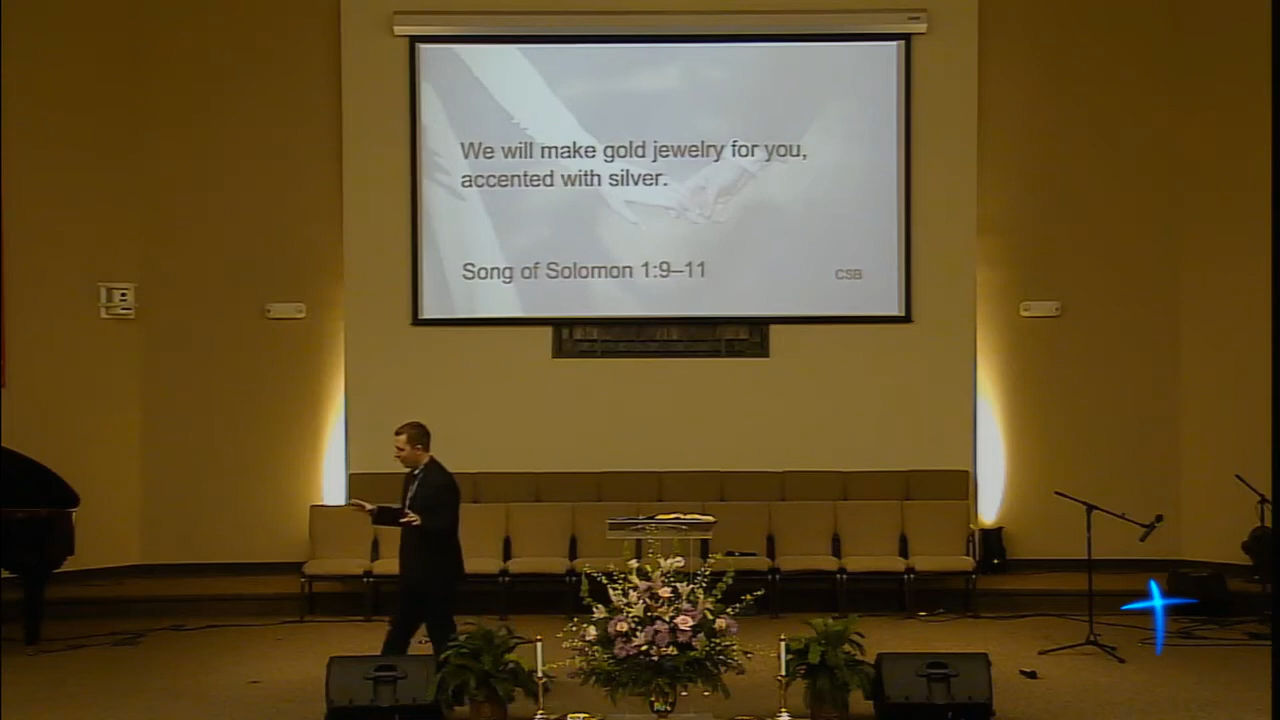 We will make gold jewelry for you,
accented with silver.
Song of Solomon 1:9–11
CSB